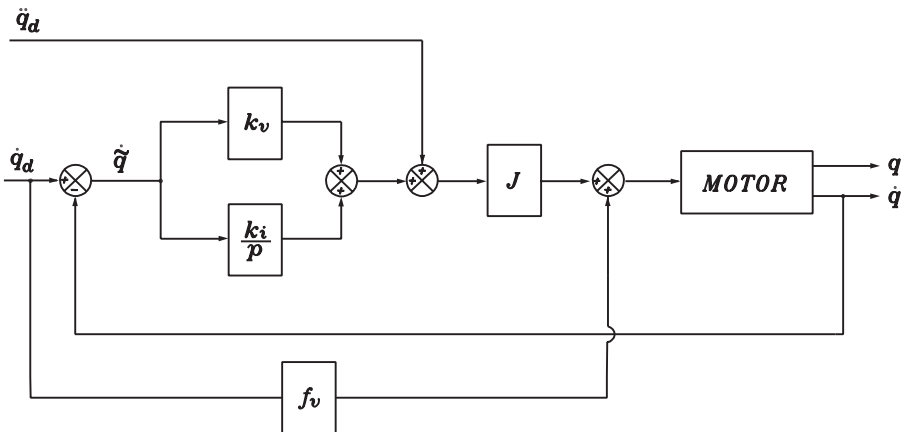 q̈_d
q̇_d
+
−
q̃̇
k_v
k_i
p
+
+
+
+
J
+
+
MOTOR
q
q̇
f_v